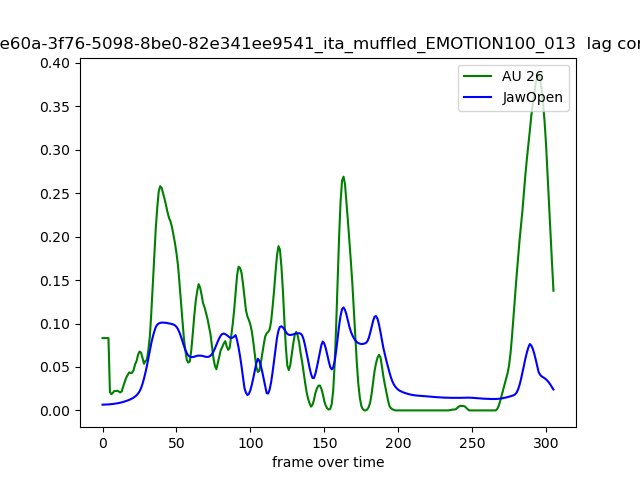 e60a-3f76-5098-8be0-82e341ee9541_ita_muffled_EMOTION100_013 lag
0.40
AU 26
JawOpen
0.35
0.30
0.25
0.20
0.15
0.10
0.05
0.00
0 50 100 150 200 250 300
frame over time